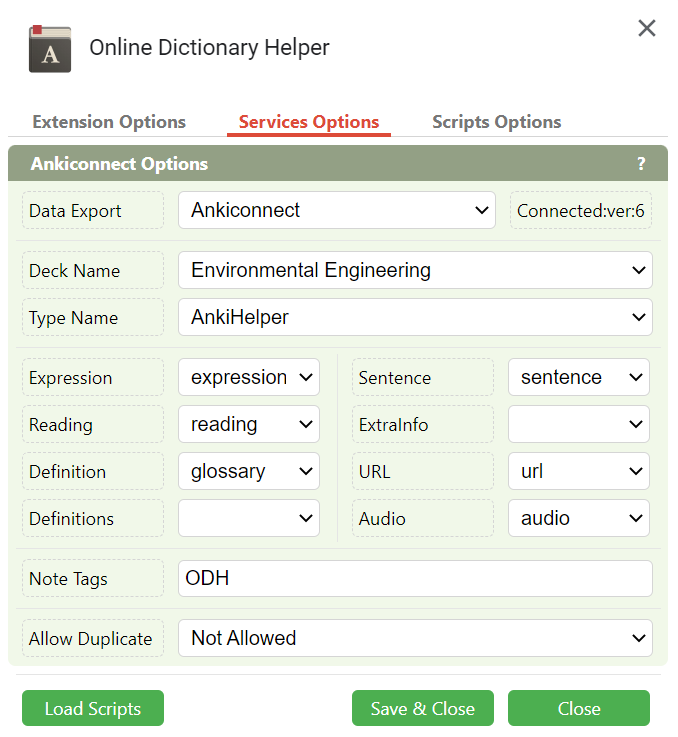 A
Online Dictionary Helper
Extension Options Services Options Scripts Options
Ankiconnect Options ?
Data Export Ankiconnect Connected:ver:6
Deck Name Environmental Engineering
Type Name AnkiHelper
Expression expression Sentence sentence
Reading reading ExtraInfo
Definition glossary URL url
Definitions Audio audio
Note Tags ODH
Allow Duplicate Not Allowed
Load Scripts Save & Close Close